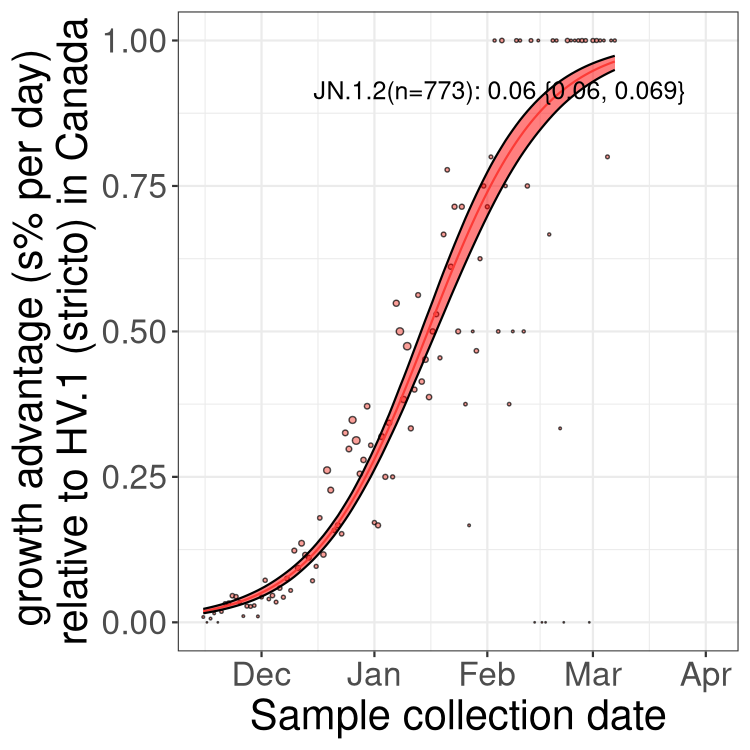 growth advantage (s% per day)
relative to HV.1 (stricto) in Canada
1.00
0.75
0.50
0.25
0.00
JN.1.2(n=773): 0.06 {0.06, 0.069}
Dec Jan Feb Mar Apr
Sample collection date